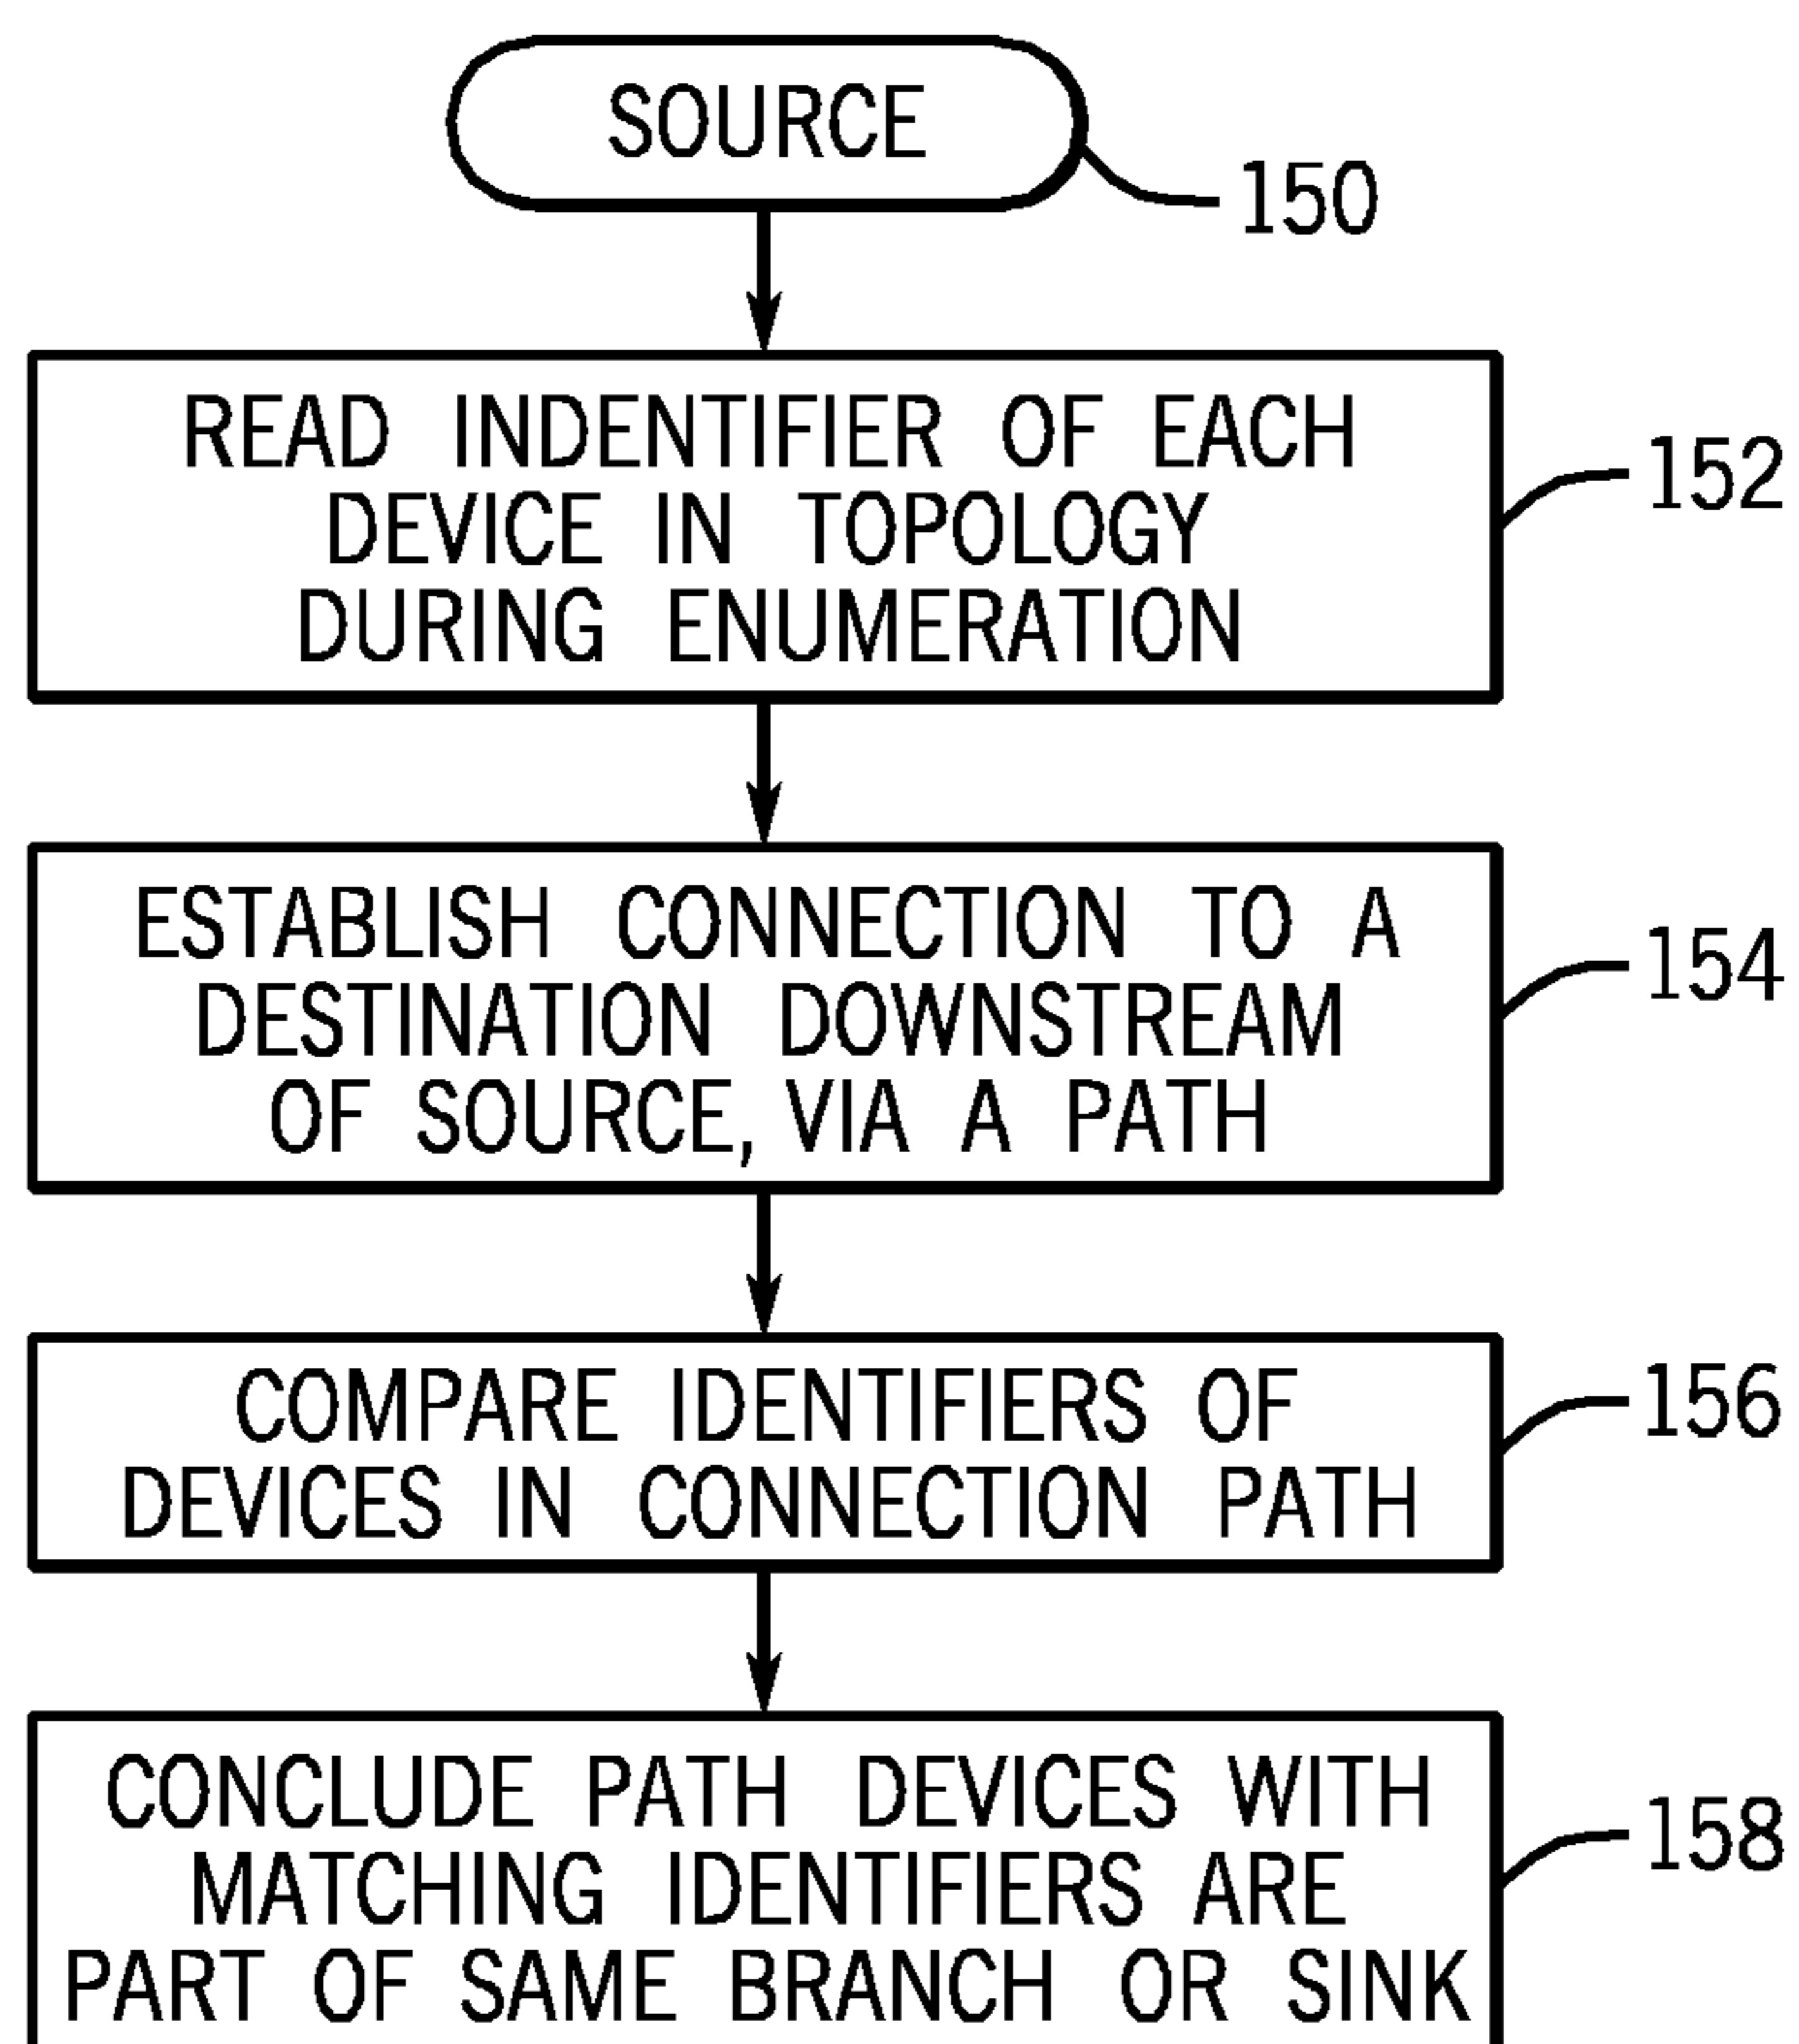 SOURCE
150
READ INDENTIFIER OF EACH
DEVICE IN TOPOLOGY
DURING ENUMERATION
152
ESTABLISH CONNECTION TO A
DESTINATION DOWNSTREAM
OF SOURCE, VIA A PATH
154
COMPARE IDENTIFIERS OF
DEVICES IN CONNECTION PATH
156
CONCLUDE PATH DEVICES WITH
MATCHING IDENTIFIERS ARE
PART OF SAME BRANCH OR SINK
158